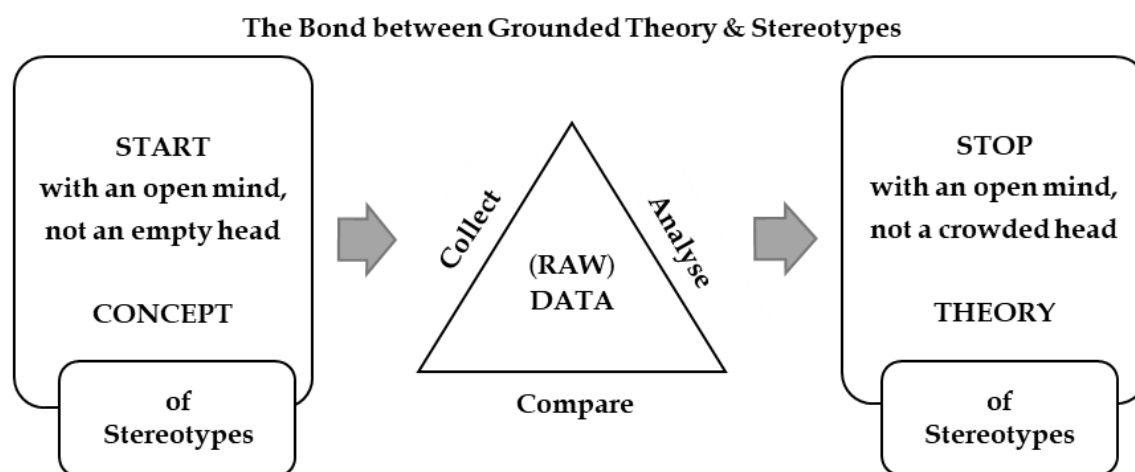 The Bond between Grounded Theory & Stereotypes
START
with an open mind,
not an empty head
CONCEPT
of
Stereotypes
Collect
(RAW)
DATA
Analyse
Compare
STOP
with an open mind,
not a crowded head
THEORY
of
Stereotypes